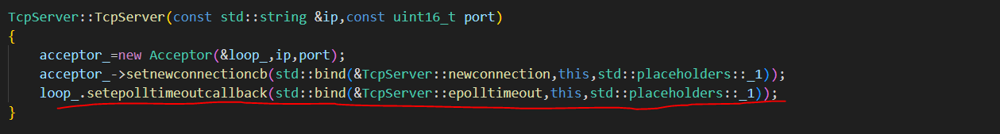 TcpServer::TcpServer(const std::string &ip,const uint16_t port)
{
acceptor_=new Acceptor(&loop_,ip,port);
acceptor_->setnewconnectioncb(std::bind(&TcpServer::newconnection,this,std::placeholders::_1));
loop_.setepolltimeoutcallback(std::bind(&TcpServer::epolltimeout,this,std::placeholders::_1));
}